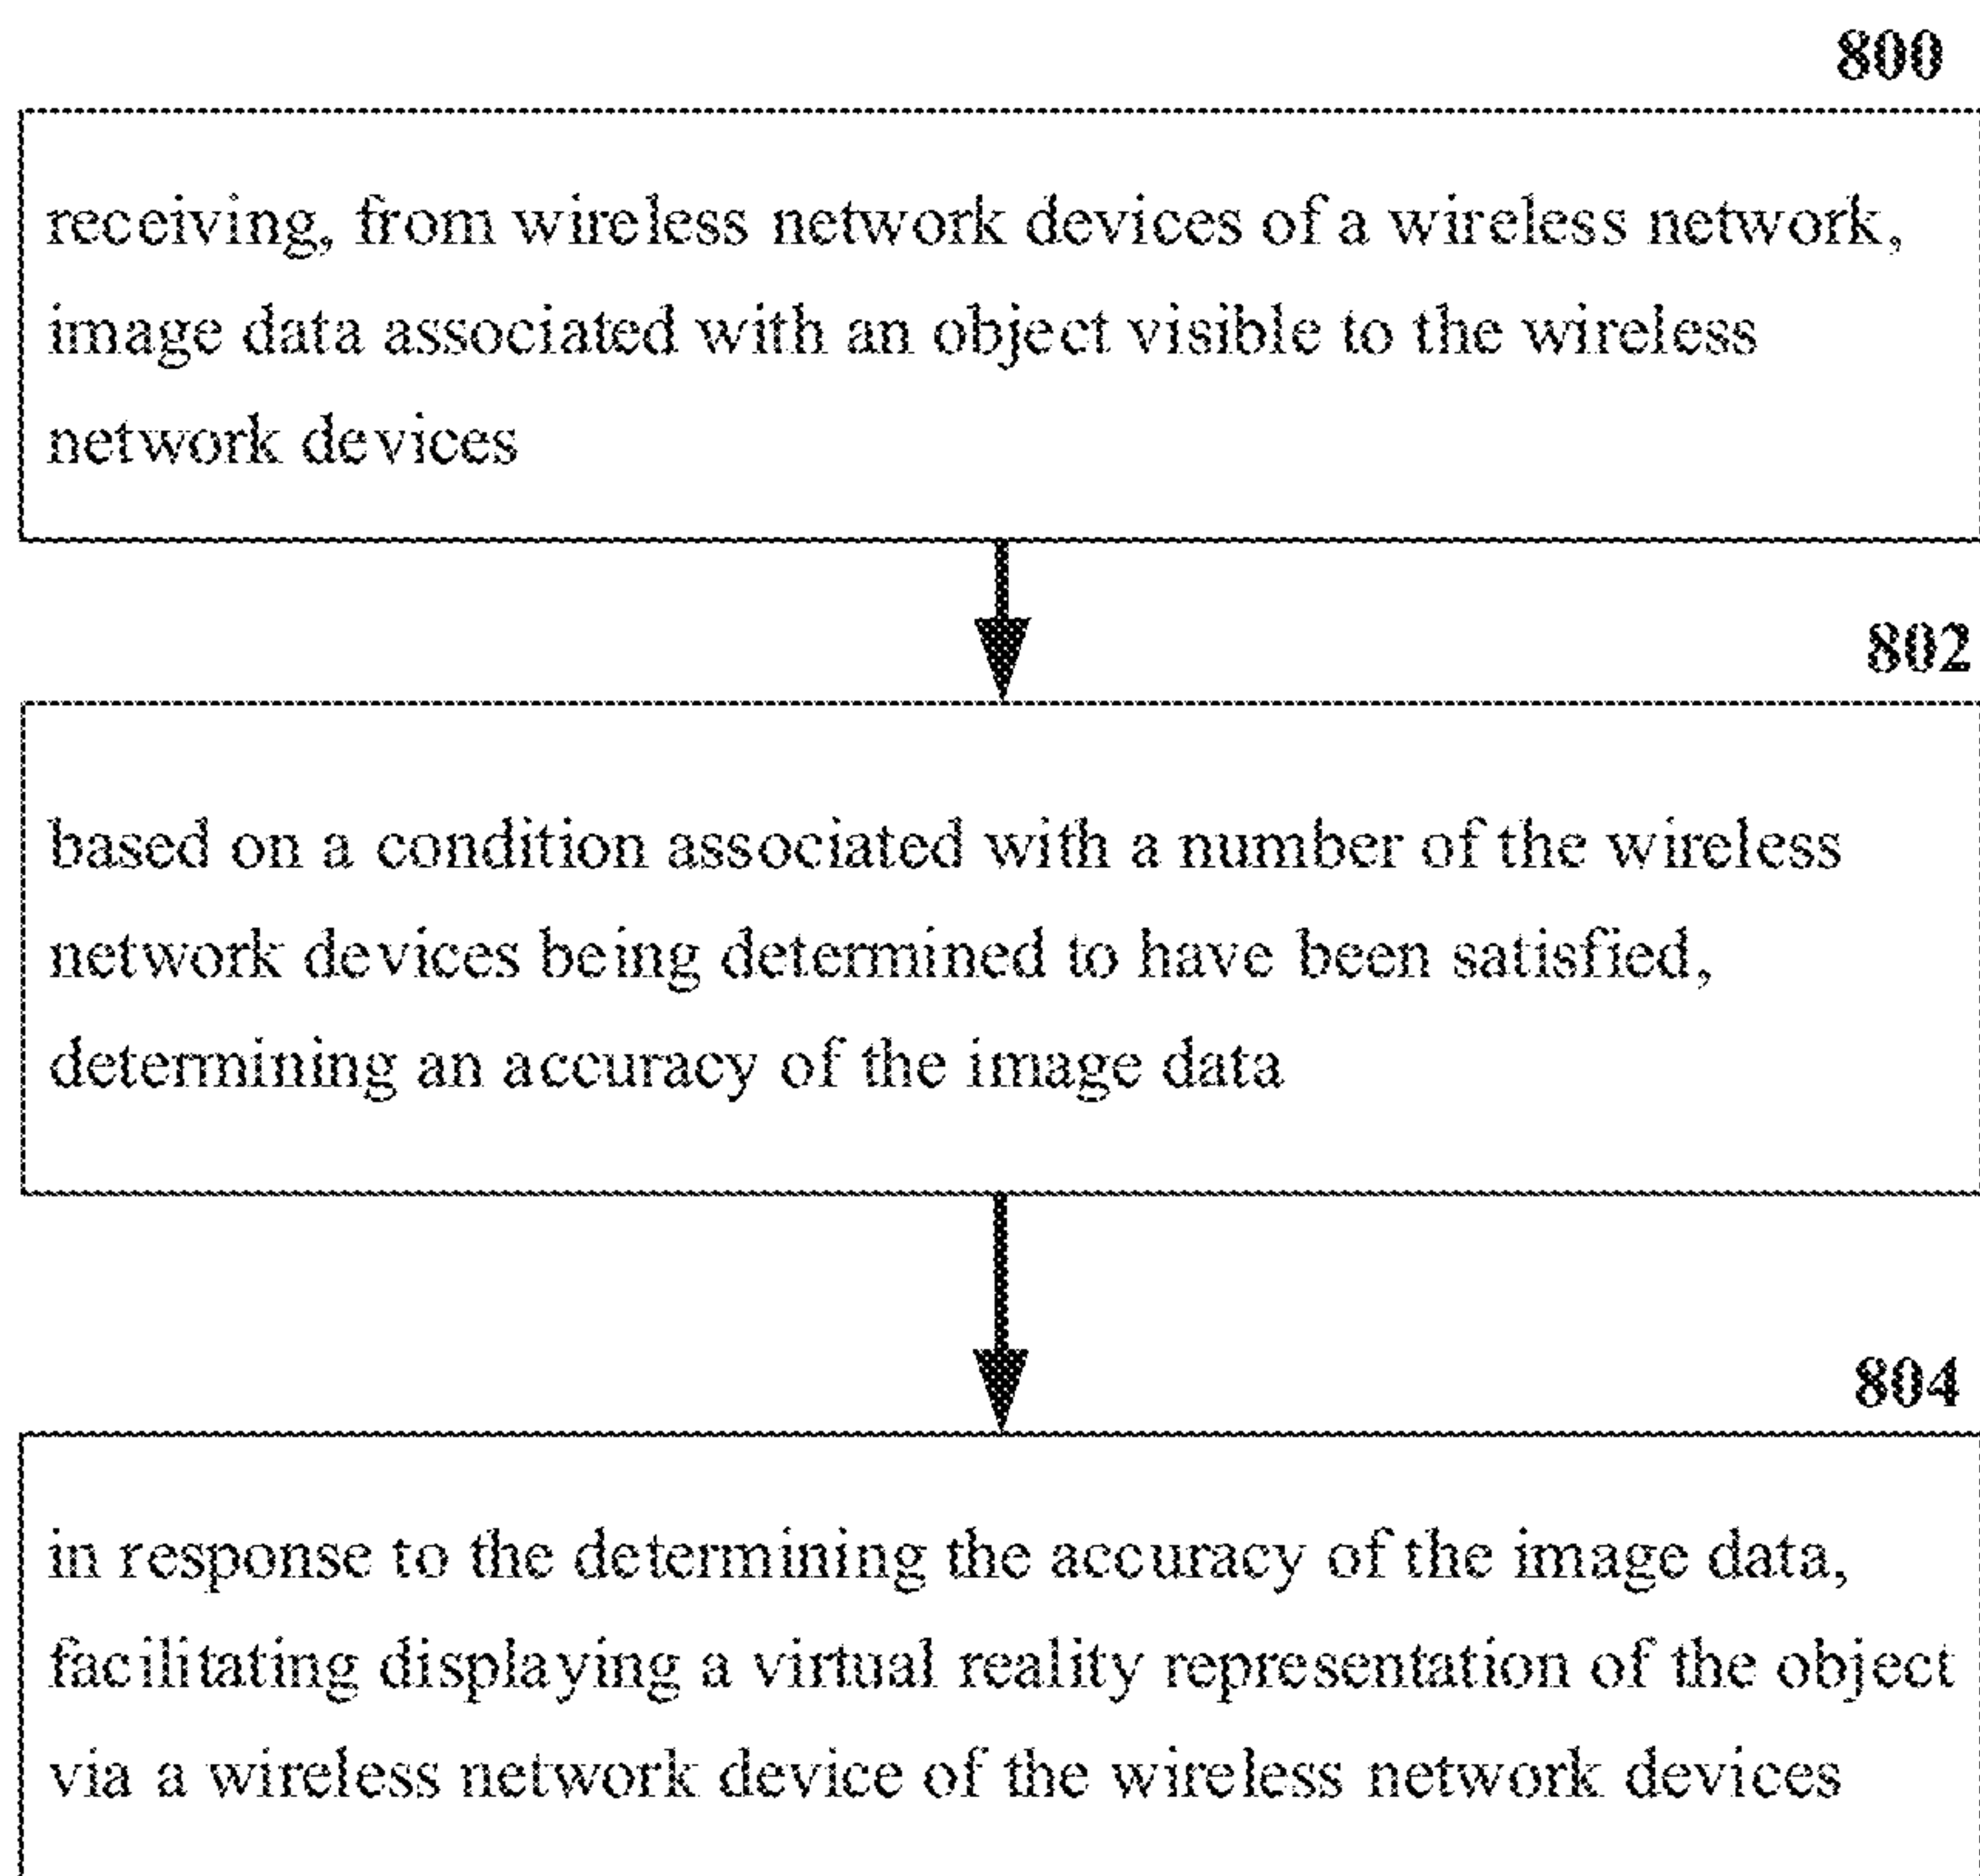 800
receiving, from wireless network devices of a wireless network,
image data associated with an object visible to the wireless
network devices
802
based on a condition associated with a number of the wireless
network devices being determined to have been satisfied,
determining an accuracy of the image data
804
in response to the determining the accuracy of the image data,
facilitating displaying a virtual reality representation of the object
via a wireless network device of the wireless network devices